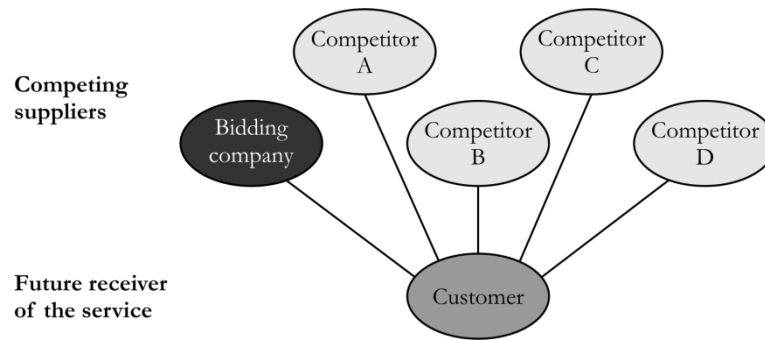 Competing
suppliers
Competitor
A
Competitor
C
Bidding
company
Competitor
B
Competitor
D
Future receiver
of the service
Customer